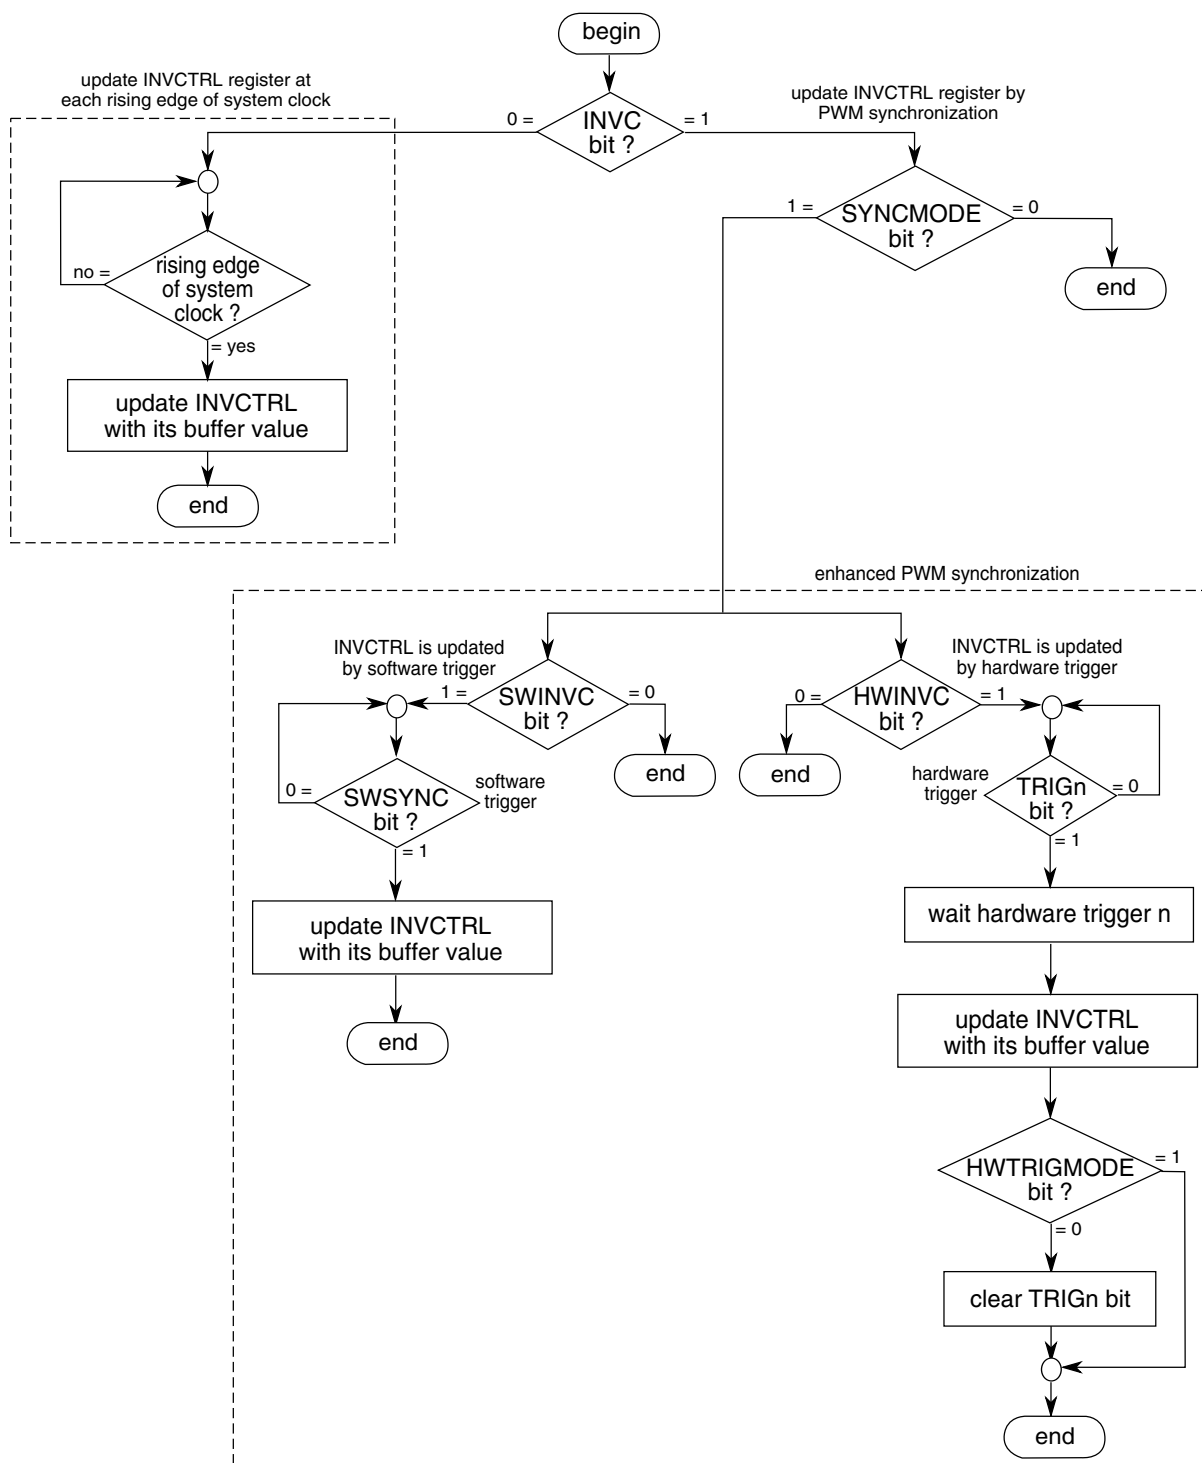 begin
update INVCTRL register at
each rising edge of system clock
update INVCTRL register by
PWM synchronization
0 =
INVC
bit ?
= 1
1 =
SYNCMODE
bit ?
= 0
end
no =
rising edge
of system
clock ?
= yes
update INVCTRL
with its buffer value
end
enhanced PWM synchronization
INVCTRL is updated
by software trigger
INVCTRL is updated
by hardware trigger
1 =
SWINVC
bit ?
= 0
0 =
HWINVC
bit ?
= 1
end
end
0 =
SWSYNC
bit ?
software
trigger
= 1
hardware
trigger
TRIGn
bit ?
= 0
= 1
update INVCTRL
with its buffer value
end
wait hardware trigger n
update INVCTRL
with its buffer value
HWTRIGMODE
bit ?
= 1
= 0
clear TRIGn bit
end